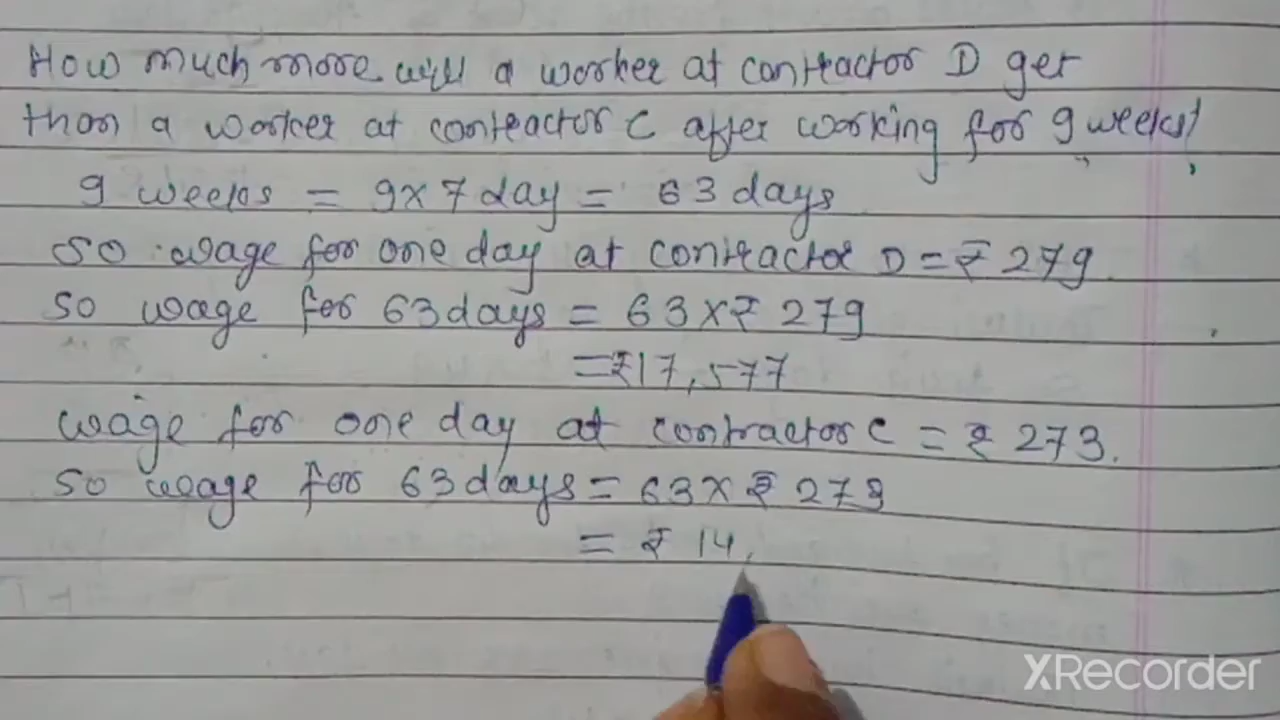 How much more will a worker at contractor D get
than a worker at contractor C after working for 9 weeks?
9 weeks = 9x7 day = 63 days
So wage for one day at contractor D = ₹ 279.
So wage for 63 days = 63 x ₹ 279
= ₹17,577
wage for one day at contractor C = ₹ 273.
So wage for 63 days = 63 x ₹ 273
= ₹ 14,
XRecorder